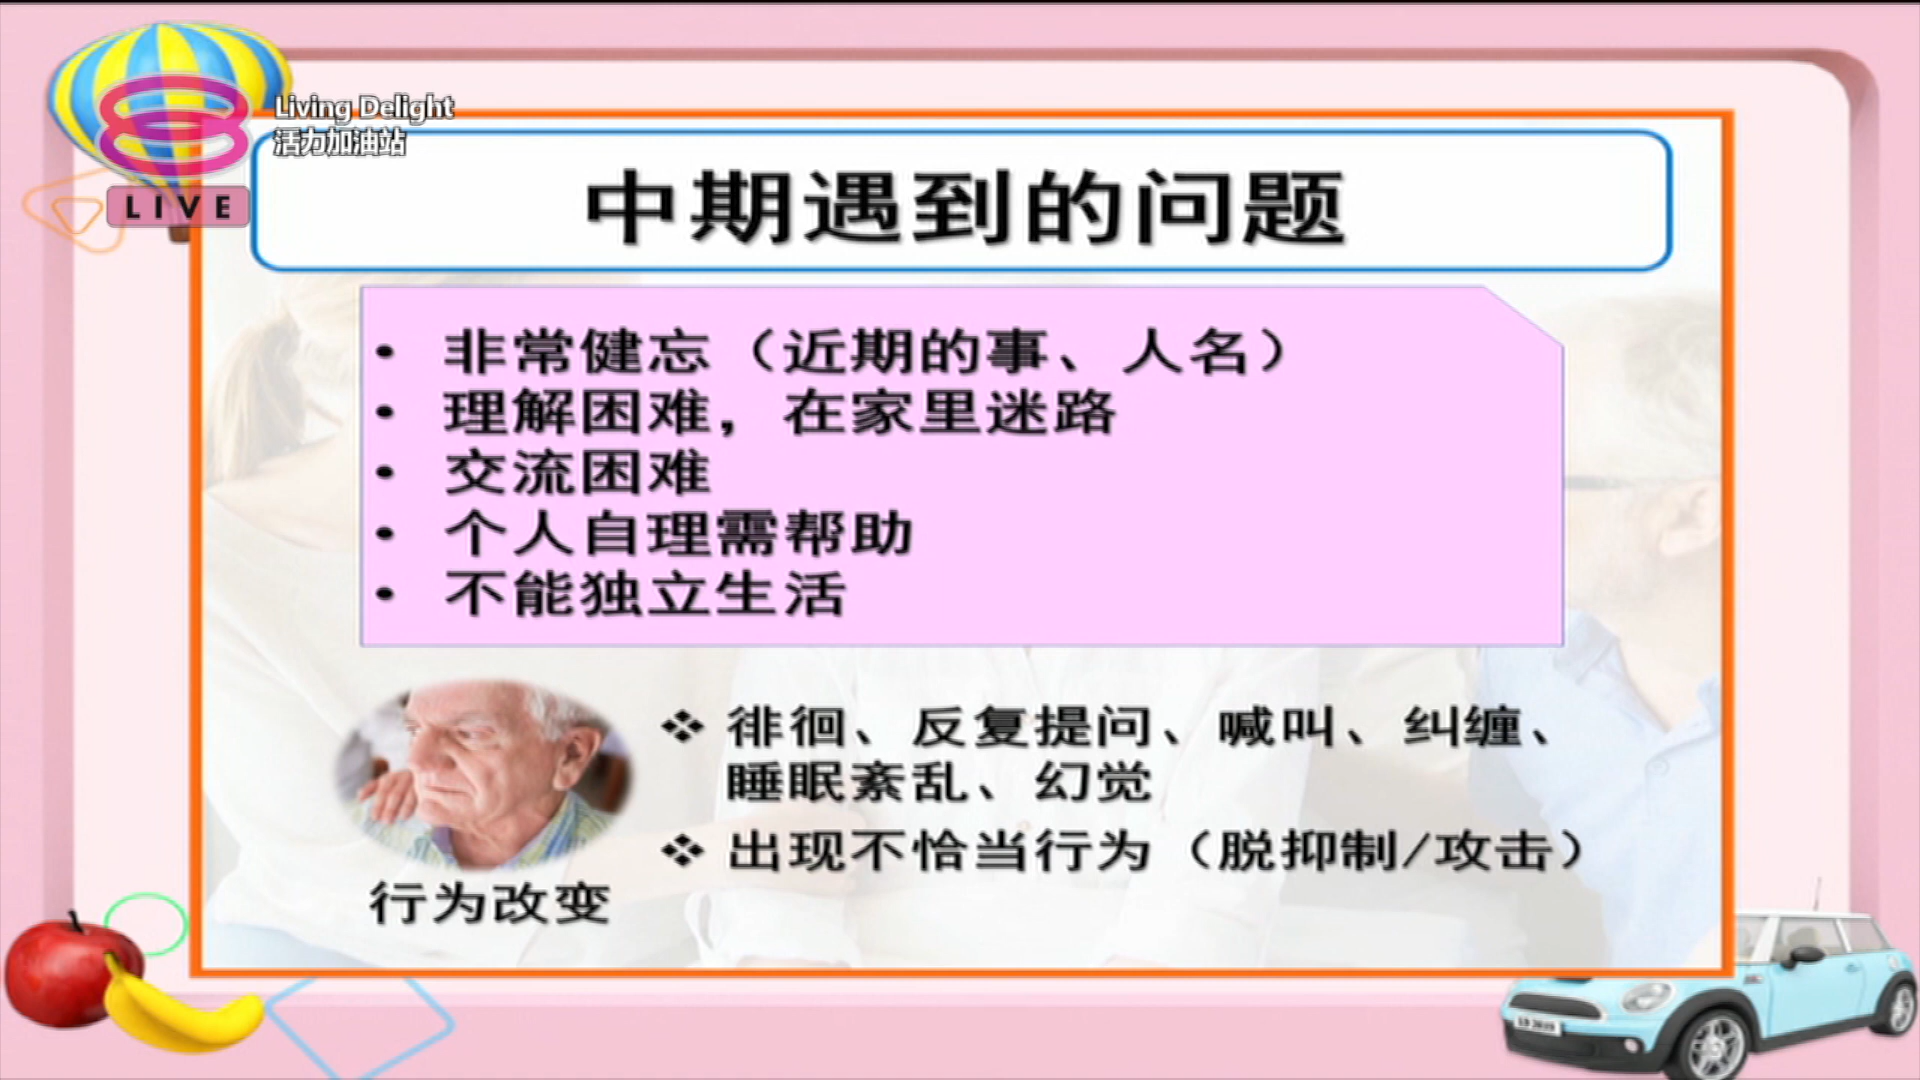 Living Delight
活力加油站
LIVE
中期遇到的问题
• 非常健忘（近期的事、人名）
• 理解困难，在家里迷路
• 交流困难
• 个人自理需帮助
• 不能独立生活
❖ 徘徊、反复提问、喊叫、纠缠、
睡眠紊乱、幻觉
❖ 出现不恰当行为（脱抑制/攻击）
行为改变